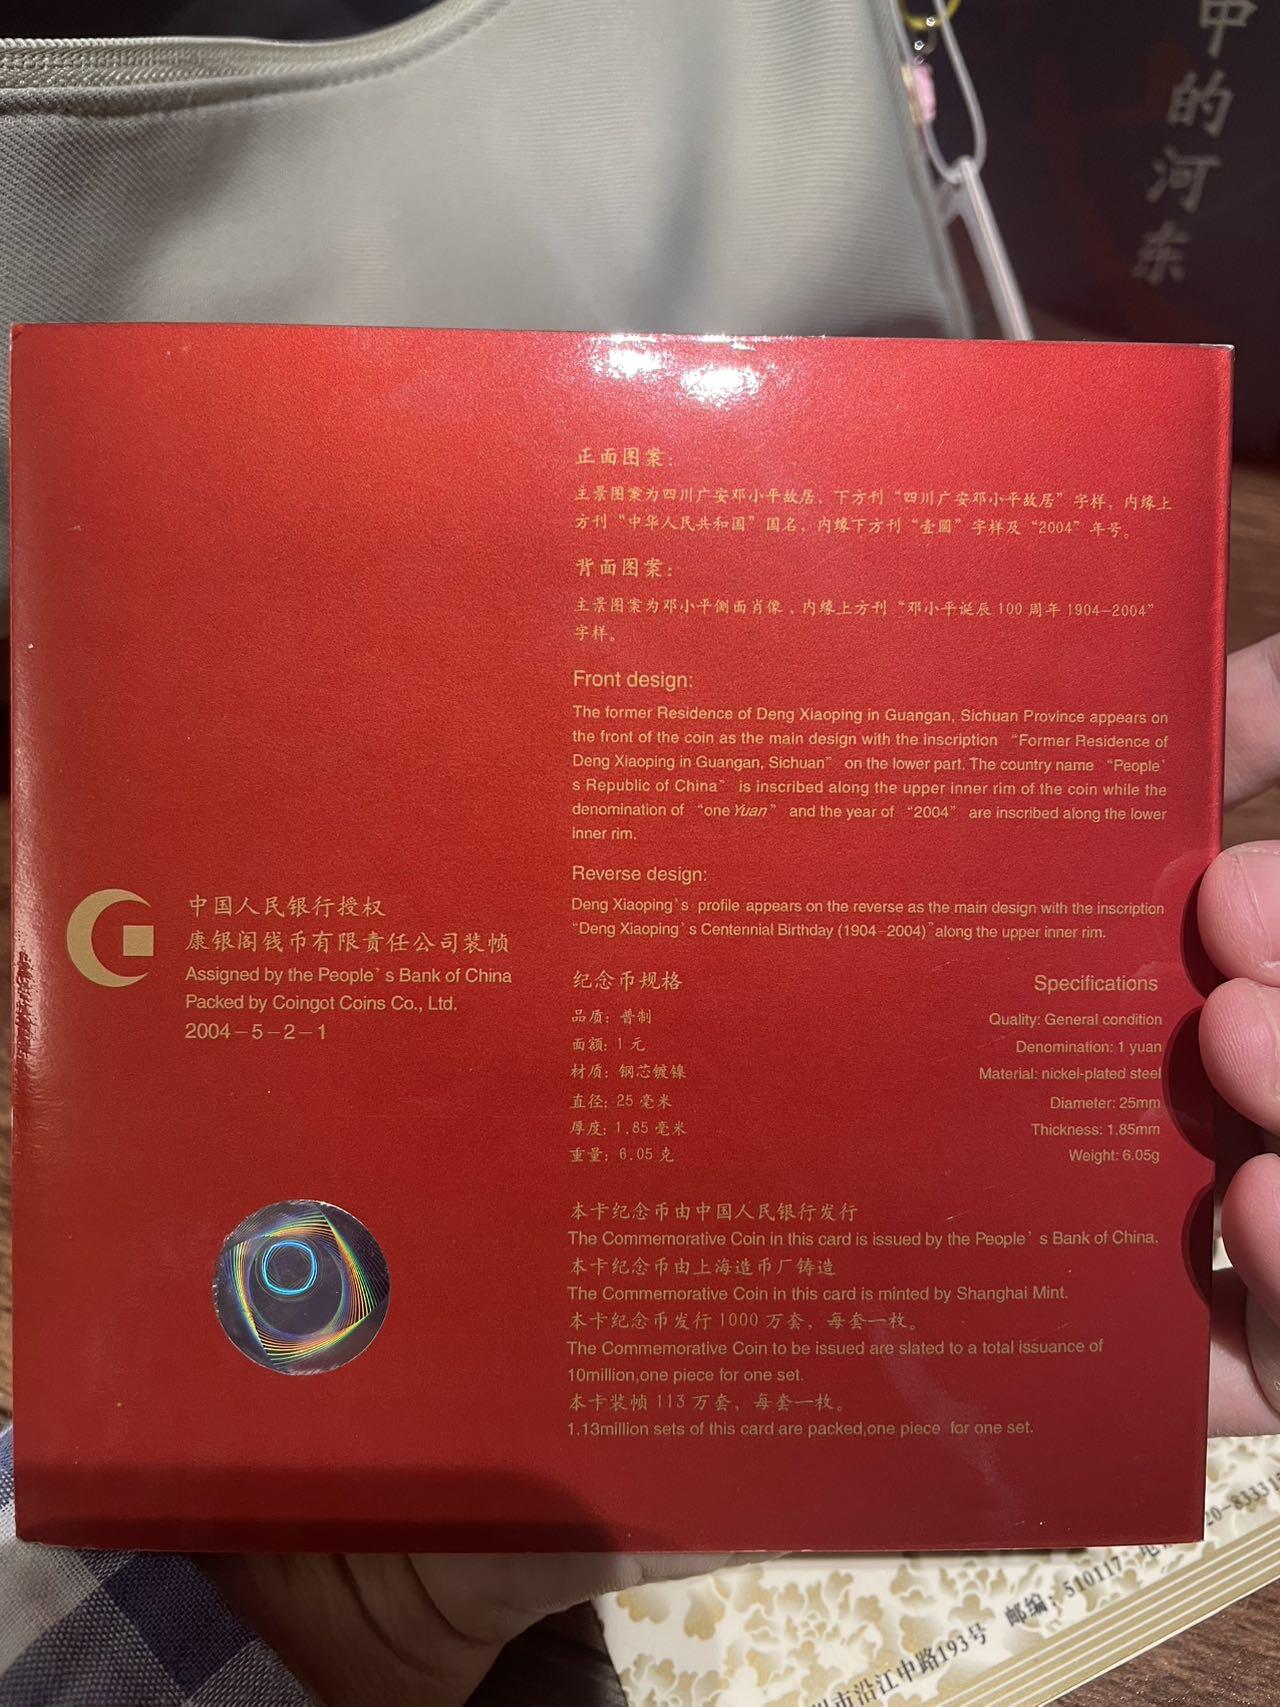 中的河东
正面图案：
主景图案为四川广安邓小平故居，下方刊“四川广安邓小平故居”字样，内缘上
方刊“中华人民共和国”国名，内缘下方刊“壹圆”字样及“2004”年号。
背面图案：
主景图案为邓小平侧面肖像，内缘上方刊“邓小平诞辰100周年1904-2004”
字样。
Front design:
The former Residence of Deng Xiaoping in Guangan, Sichuan Province appears on
the front of the coin as the main design with the inscription “Former Residence of
Deng Xiaoping in Guangan, Sichuan” on the lower part. The country name “People’
s Republic of China” is inscribed along the upper inner rim of the coin while the
denomination of “one Yuan” and the year of “2004” are inscribed along the lower
inner rim.
Reverse design:
Deng Xiaoping’s profile appears on the reverse as the main design with the inscription
“Deng Xiaoping’s Centennial Birthday (1904-2004)”along the upper inner rim.
中国人民银行授权
康银阁钱币有限责任公司装帧
Assigned by the People’s Bank of China
Packed by Coingot Coins Co., Ltd.
2004-5-2-1
纪念币规格 Specifications
品质：普制 Quality: General condition
面额：1元 Denomination: 1 yuan
材质：钢芯镀镍 Material: nickel-plated steel
直径：25毫米 Diameter: 25mm
厚度：1.85毫米 Thickness: 1.85mm
重量：6.05克 Weight: 6.05g
本卡纪念币由中国人民银行发行
The Commemorative Coin in this card is issued by the People’s Bank of China.
本卡纪念币由上海造币厂铸造
The Commemorative Coin in this card is minted by Shanghai Mint.
本卡纪念币发行1000万套，每套一枚。
The Commemorative Coin to be issued are slated to a total issuance of
10million,one piece for one set.
本卡装帧113万套，每套一枚。
1.13million sets of this card are packed,one piece for one set.
市沿江中路193号 邮编：510117